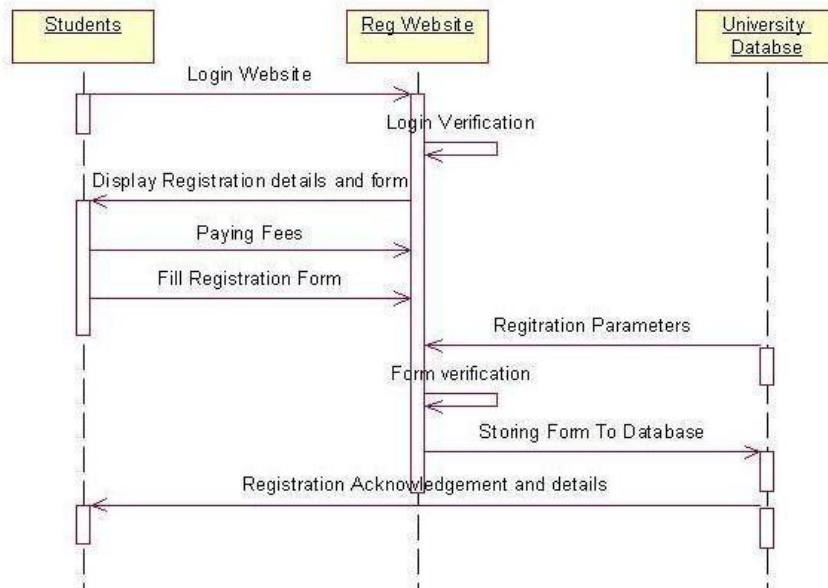 Students
Reg Website
University
Databse
Login Website
Login Verification
Display Registration details and form
Paying Fees
Fill Registration Form
Regitration Parameters
Form verification
Storing Form To Database
Registration Acknowledgement and details